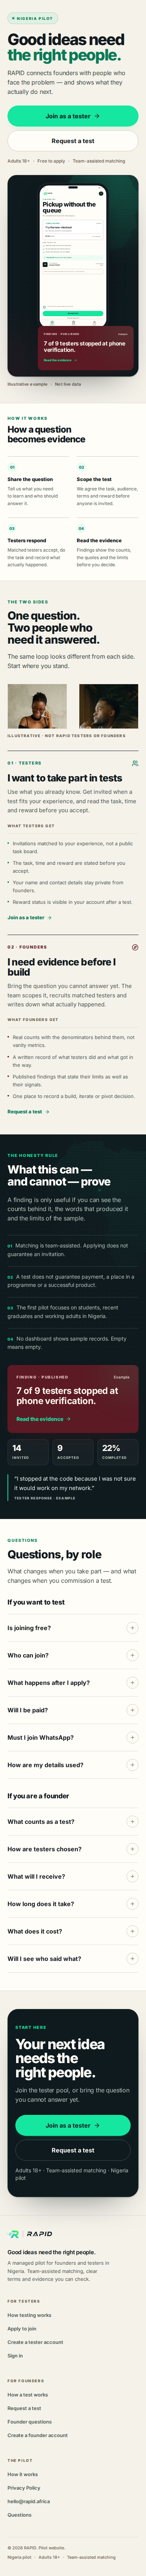 NIGERIA PILOT
Good ideas need
the right people.
RAPID connects founders with people who
face the problem — and shows what they
actually do next.
Join as a tester →
Request a test
Adults 18+ · Free to apply · Team-assisted matching
Pickup without the
queue
FINDING · PUBLISHED
Example
7 of 9 testers stopped at phone
verification.
Read the evidence →
Illustrative example · Not live data
HOW IT WORKS
How a question
becomes evidence
01
Share the question
Tell us what you need
to learn and who should
answer it.
02
Scope the test
We agree the task, audience,
terms and reward before
anyone is invited.
03
Testers respond
Matched testers accept, do
the task and record what
actually happened.
04
Read the evidence
Findings show the counts,
the quotes and the limits
before you decide.
THE TWO SIDES
One question.
Two people who
need it answered.
The same loop looks different from each side.
Start where you stand.
ILLUSTRATIVE · NOT RAPID TESTERS OR FOUNDERS
01 · TESTERS
I want to take part in tests
Use what you already know. Get invited when a
test fits your experience, and read the task, time
and reward before you accept.
WHAT TESTERS GET
Invitations matched to your experience, not a public
task board.
The task, time and reward are stated before you
accept.
Your name and contact details stay private from
founders.
Reward status is visible in your account after a test.
Join as a tester →
02 · FOUNDERS
I need evidence before I
build
Bring the question you cannot answer yet. The
team scopes it, recruits matched testers and
writes down what actually happened.
WHAT FOUNDERS GET
Real counts with the denominators behind them, not
vanity metrics.
A written record of what testers did and what got in
the way.
Published findings that state their limits as well as
their signals.
One place to record a build, iterate or pivot decision.
Request a test →
THE HONESTY RULE
What this can —
and cannot — prove
A finding is only useful if you can see the
counts behind it, the words that produced it
and the limits of the sample.
01 Matching is team-assisted. Applying does not
guarantee an invitation.
02 A test does not guarantee payment, a place in a
programme or a successful product.
03 The first pilot focuses on students, recent
graduates and working adults in Nigeria.
04 No dashboard shows sample records. Empty
means empty.
FINDING · PUBLISHED
Example
7 of 9 testers stopped at
phone verification.
Read the evidence →
14
INVITED
9
ACCEPTED
22%
COMPLETED
"I stopped at the code because I was not sure
it would work on my network."
TESTER RESPONSE · EXAMPLE
QUESTIONS
Questions, by role
What changes when you take part — and what
changes when you commission a test.
If you want to test
Is joining free?
Who can join?
What happens after I apply?
Will I be paid?
Must I join WhatsApp?
How are my details used?
If you are a founder
What counts as a test?
How are testers chosen?
What will I receive?
How long does it take?
What does it cost?
Will I see who said what?
START HERE
Your next idea
needs the
right people.
Join the tester pool, or bring the question
you cannot answer yet.
Join as a tester →
Request a test
Adults 18+ · Team-assisted matching · Nigeria
pilot
RAPID
Good ideas need the right people.
A managed pilot for founders and testers in
Nigeria. Team-assisted matching, clear
terms and evidence you can check.
FOR TESTERS
How testing works
Apply to join
Create a tester account
Sign in
FOR FOUNDERS
How a test works
Request a test
Founder questions
Create a founder account
THE PILOT
How it works
Privacy Policy
hello@rapid.africa
Questions
© 2026 RAPID. Pilot website.
Nigeria pilot · Adults 18+ · Team-assisted matching